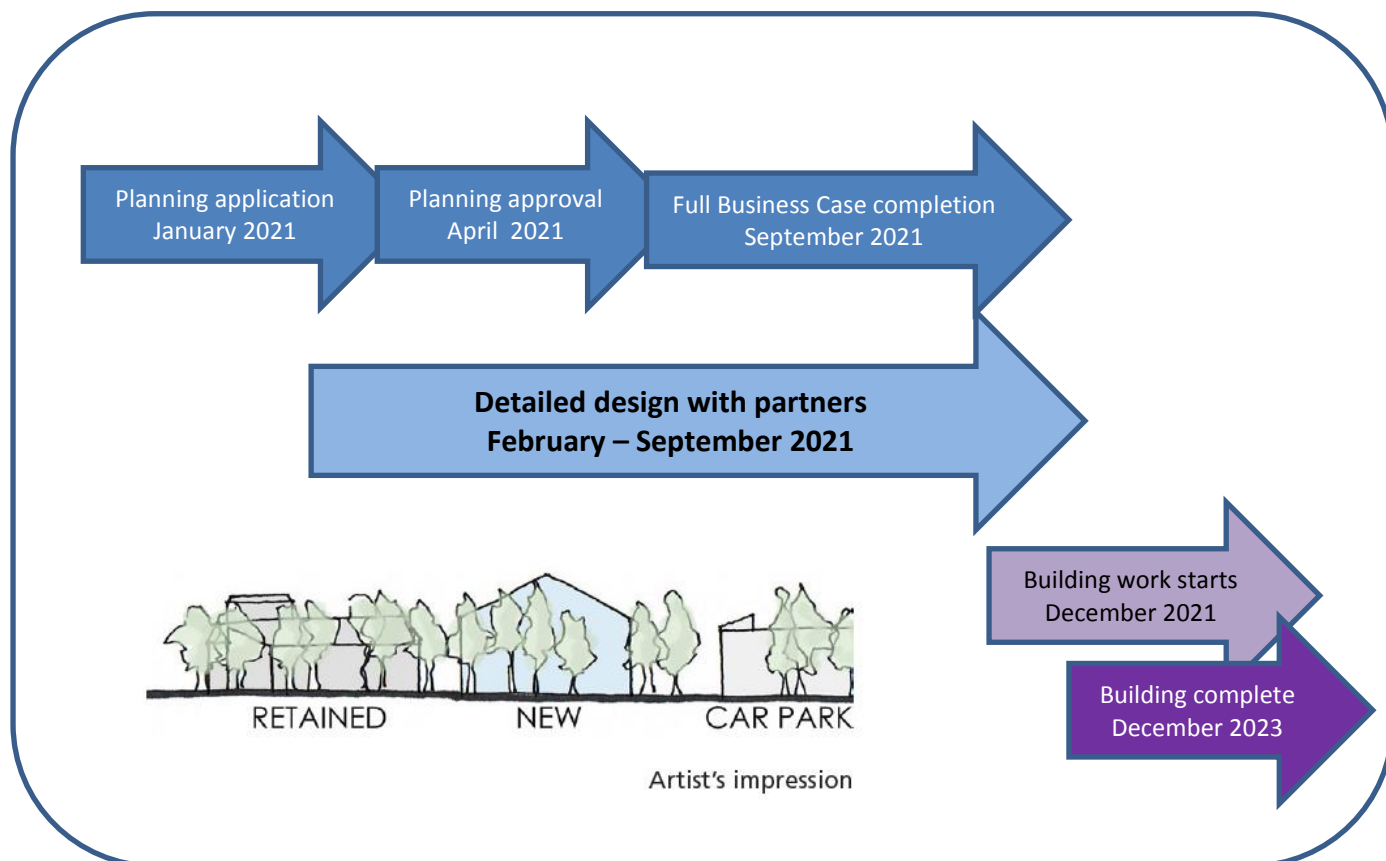 Planning application
January 2021
Planning approval
April  2021
Full Business Case completion
September 2021
Detailed design with partners
February – September 2021
Building work starts
December 2021
Building complete
December 2023
RETAINED
NEW
CAR PARK
Artist's impression